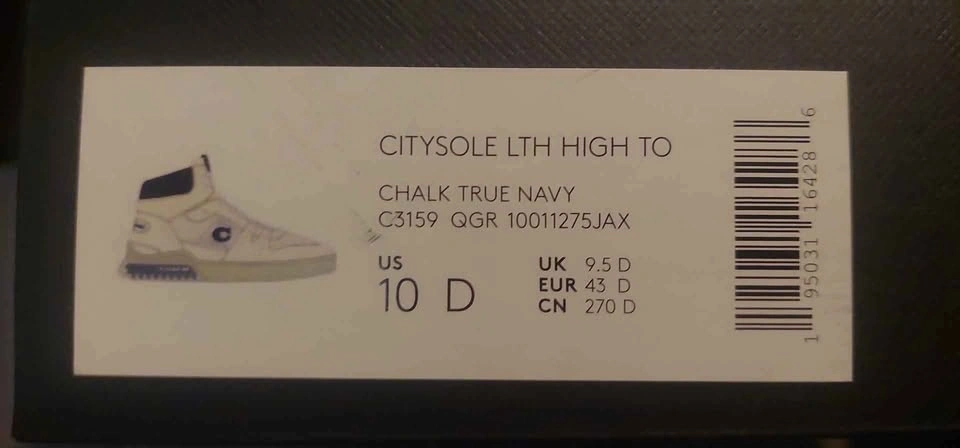 CITYSOLE LTH HIGH TO
CHALK TRUE NAVY
C3159 QGR 10011275JAX
US
10 D
UK 9.5 D
EUR 43 D
CN 270 D
1 95031 16428 6
C